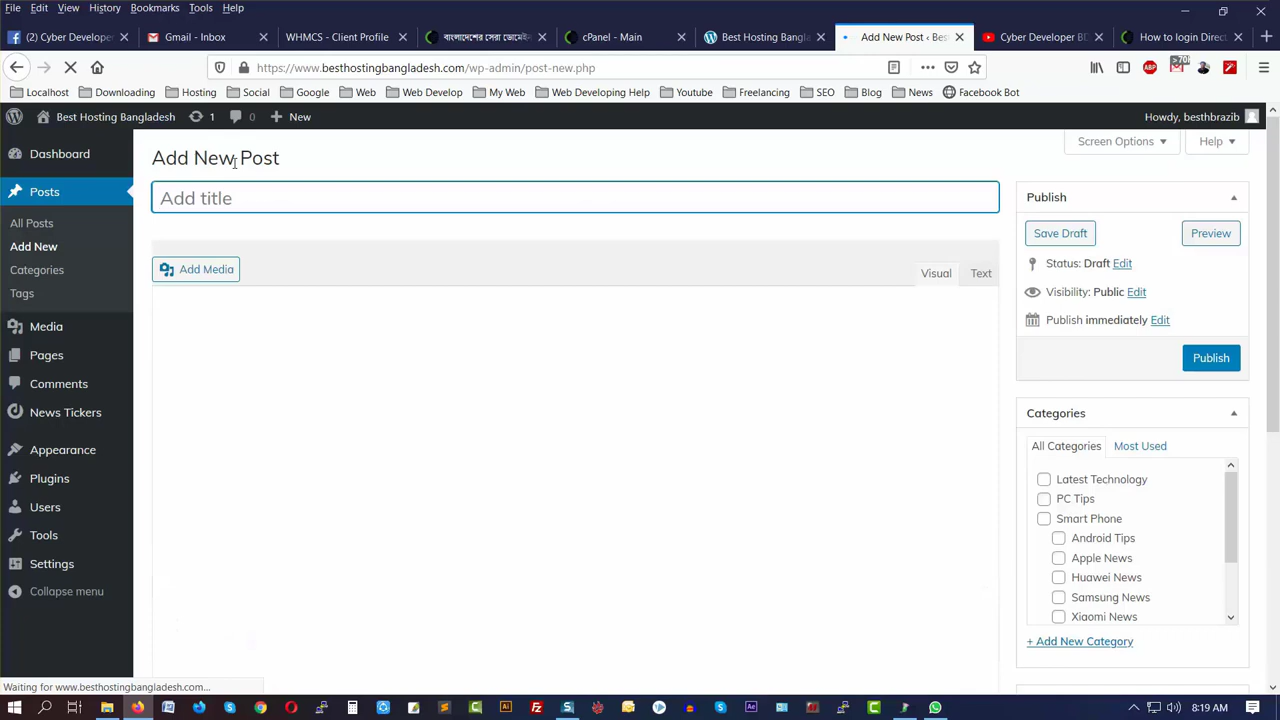 File Edit View History Bookmarks Tools Help
(2) Cyber Develope
Gmail - Inbox
WHMCS - Client Profile
বাংলাদেশের সেরা ডোমেইন
cPanel - Main
Best Hosting Bangla
Add New Post ‹ Bes
Cyber Developer BD
How to login Direct
https://www.besthostingbangladesh.com/wp-admin/post-new.php
ABP
>70
Localhost Downloading Hosting Social Google Web Web Develop My Web Web Developing Help Youtube Freelancing SEO Blog News Facebook Bot
Best Hosting Bangladesh 1 0 New
Howdy, besthbrazib
Dashboard
Posts
All Posts
Add New
Categories
Tags
Media
Pages
Comments
News Tickers
Appearance
Plugins
Users
Tools
Settings
Collapse menu
Screen Options
Help
Add New Post
Add title
Add Media
Visual
Text
Publish
Save Draft
Preview
Status: Draft Edit
Visibility: Public Edit
Publish immediately Edit
Publish
Categories
All Categories
Most Used
Latest Technology
PC Tips
Smart Phone
Android Tips
Apple News
Huawei News
Samsung News
Xiaomi News
+ Add New Category
Waiting for www.besthostingbangladesh.com...
8:19 AM